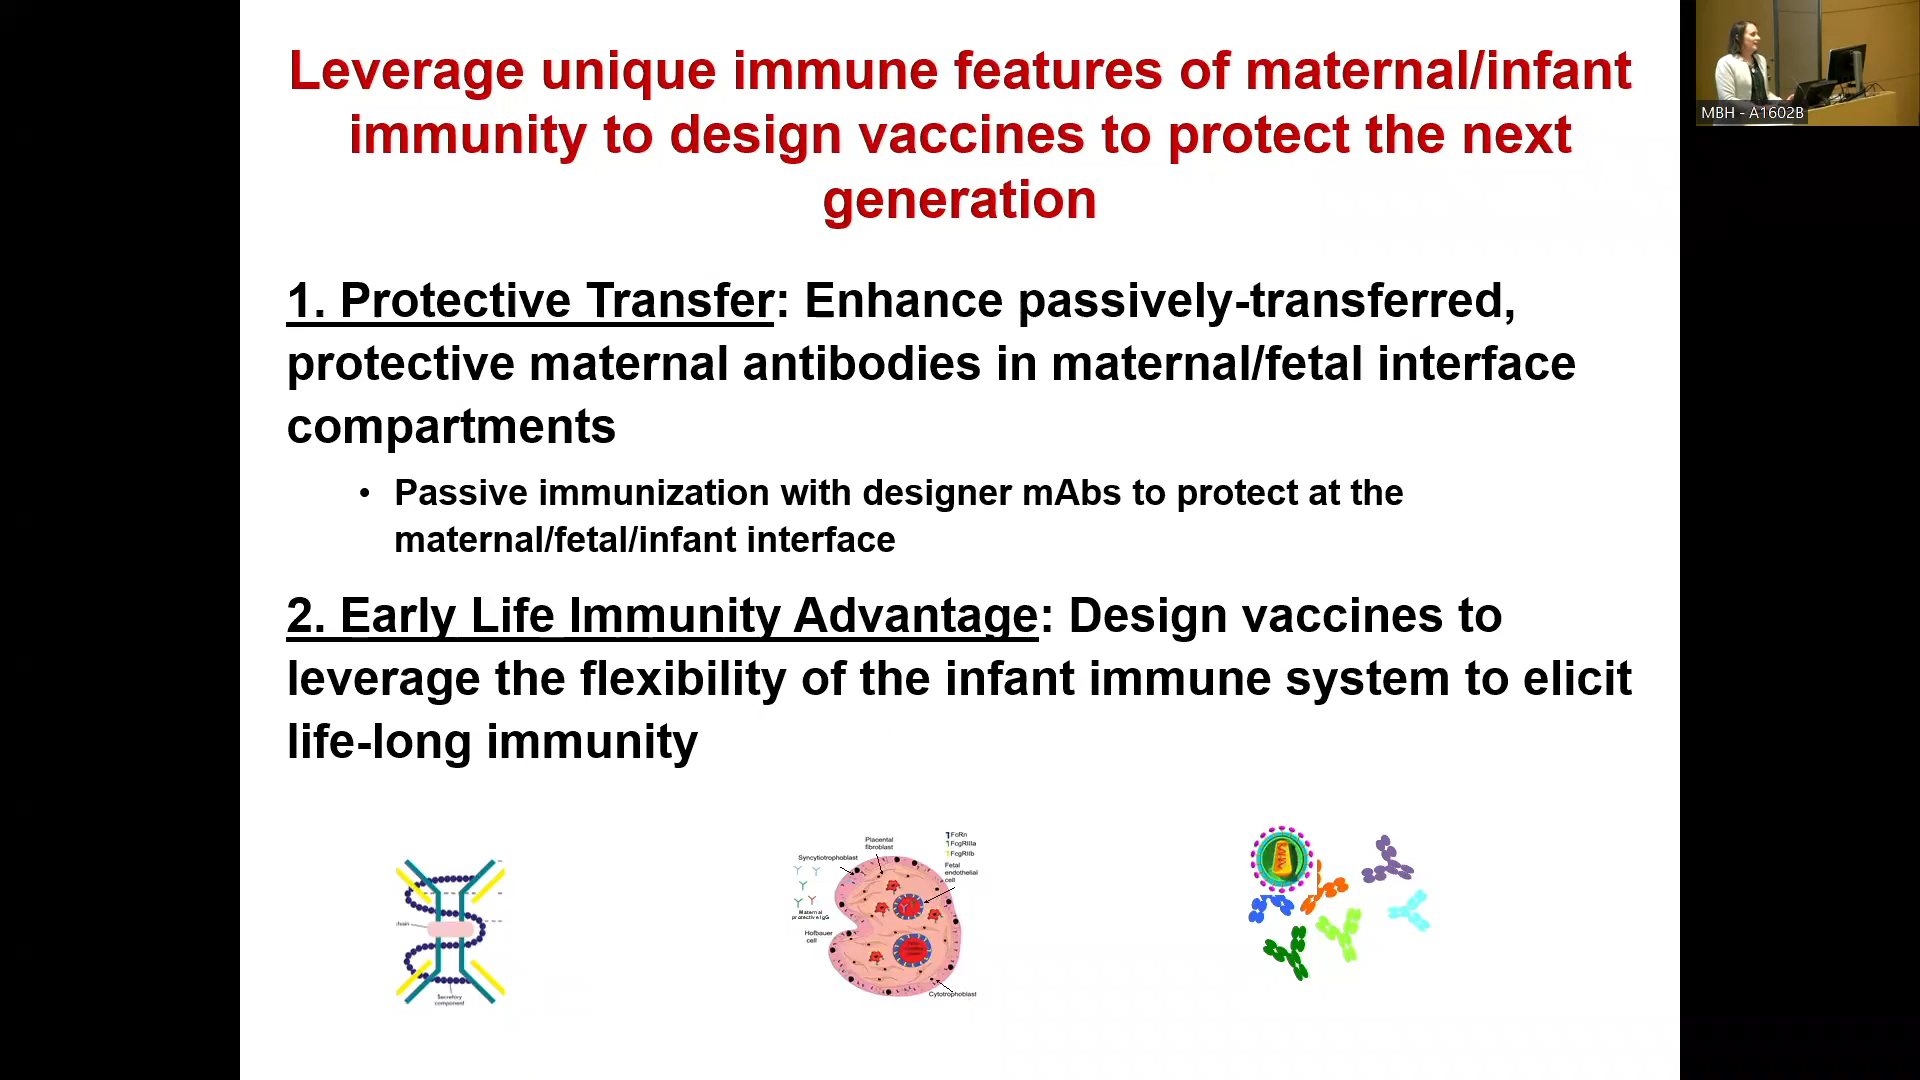 Leverage unique immune features of maternal/infant
immunity to design vaccines to protect the next
generation
MBH - A1602B
1. Protective Transfer: Enhance passively-transferred,
protective maternal antibodies in maternal/fetal interface
compartments
• Passive immunization with designer mAbs to protect at the
maternal/fetal/infant interface
2. Early Life Immunity Advantage: Design vaccines to
leverage the flexibility of the infant immune system to elicit
life-long immunity
Secretory
component
Placental
fibroblast
Syncytiotrophoblast
FcRn
FcgRIIIa
FcgRIIb
Fetal
endothelial
cell
Maternal
protective IgG
Hofbauer
cell
Cytotrophoblast